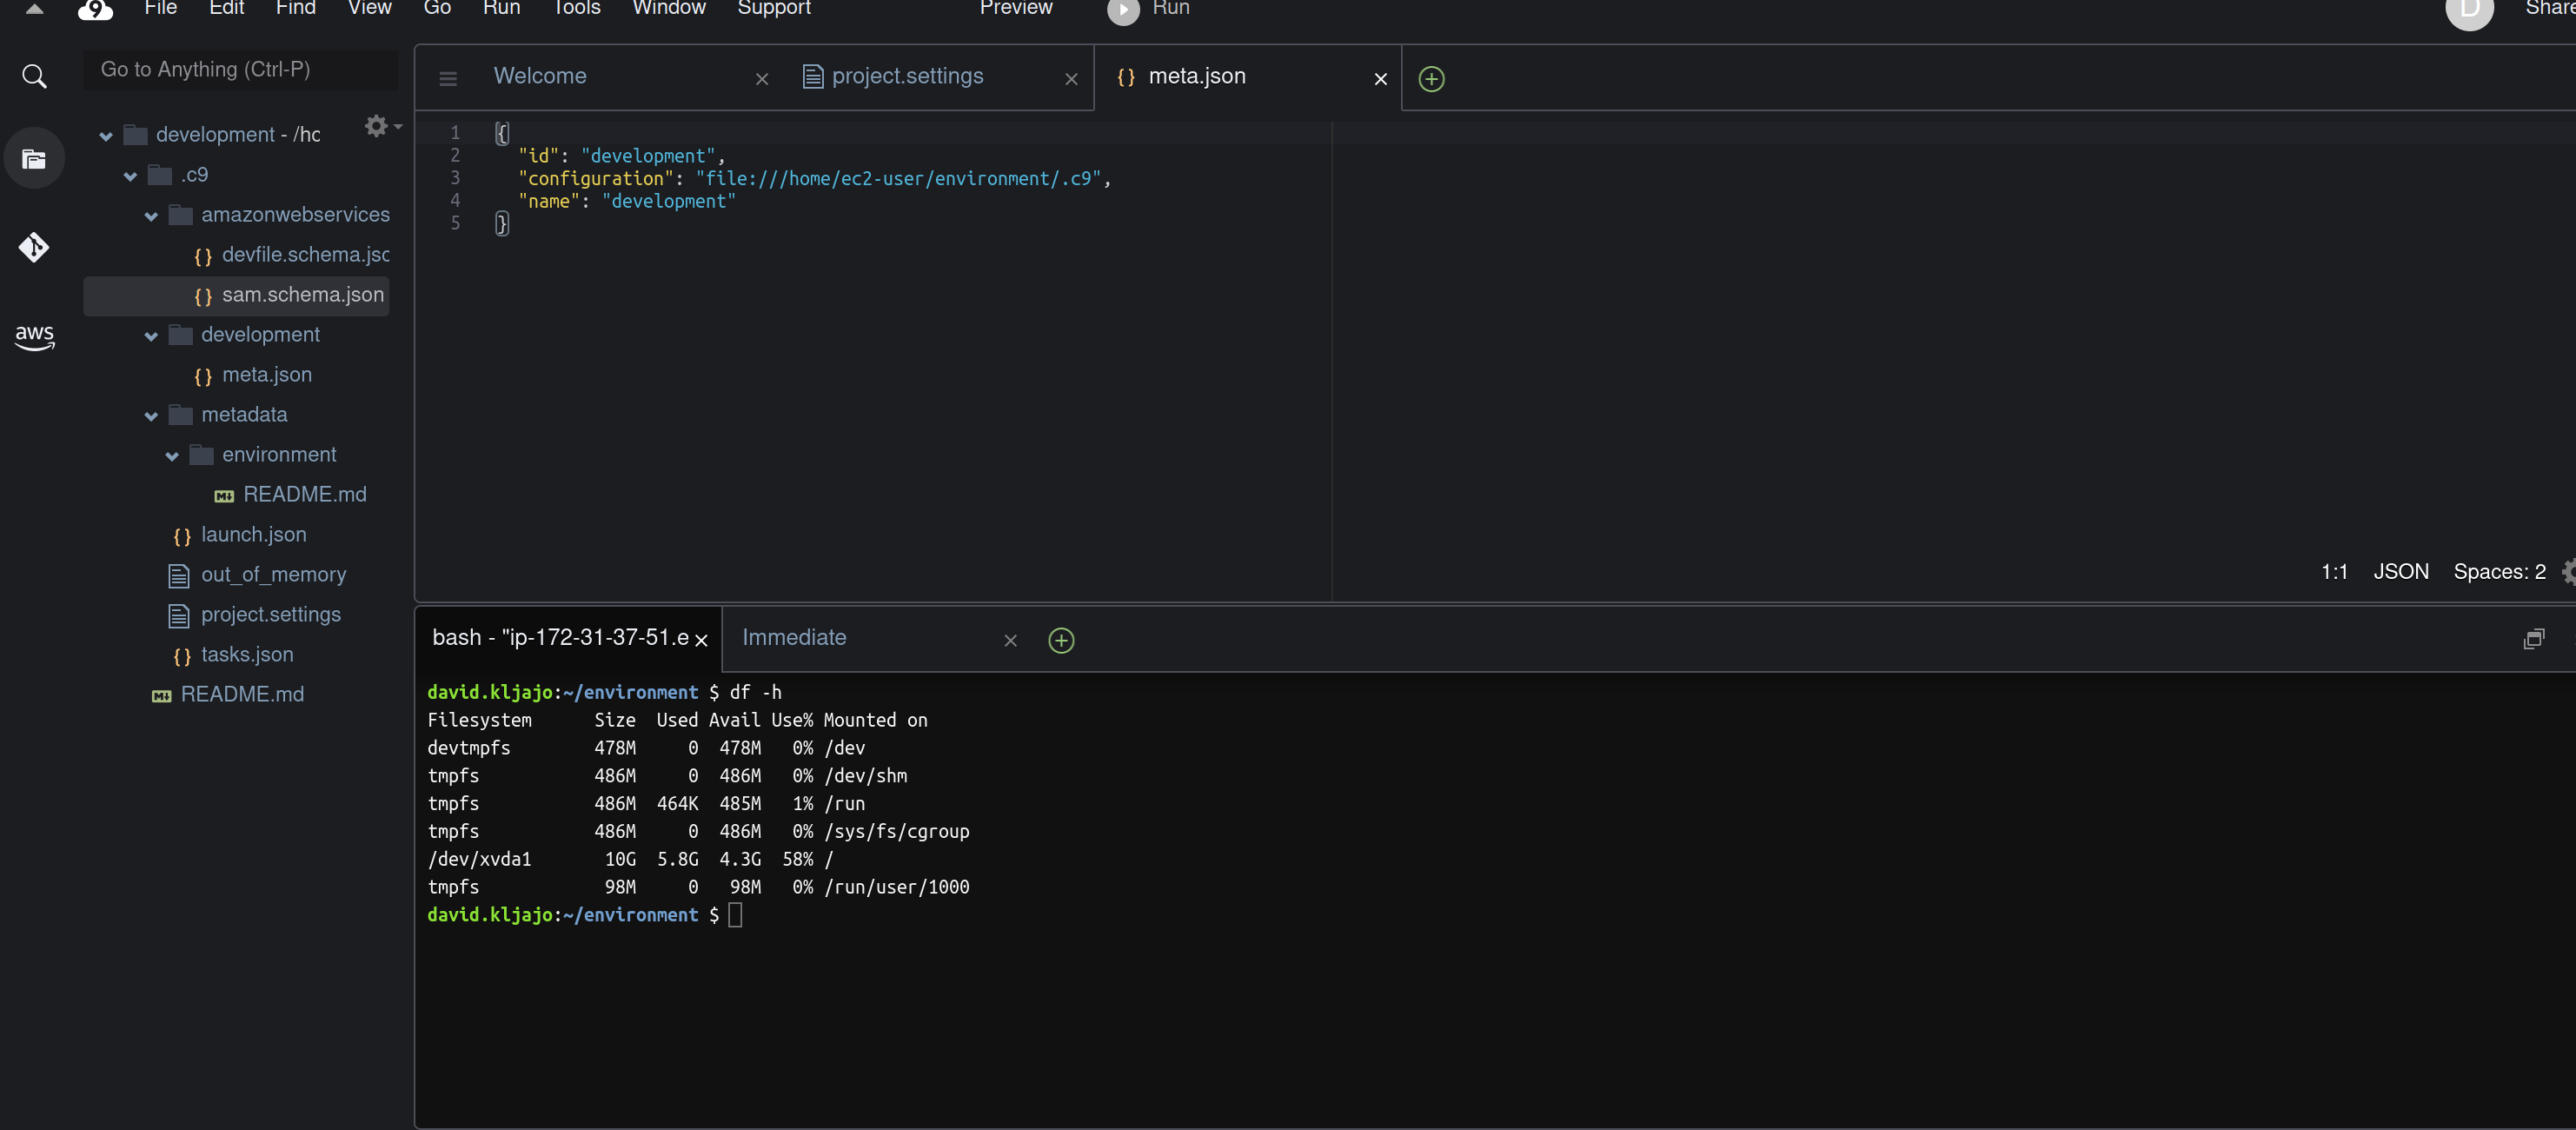 File Edit Find View Go Run Tools Window Support Preview Run D Share
Go to Anything (Ctrl-P)
development - /hc
.c9
amazonwebservices
devfile.schema.jsc
sam.schema.json
development
meta.json
metadata
environment
README.md
launch.json
out_of_memory
project.settings
tasks.json
README.md
aws
Welcome project.settings meta.json
1 {
2 "id": "development",
3 "configuration": "file:///home/ec2-user/environment/.c9",
4 "name": "development"
5 }
1:1 JSON Spaces: 2
bash - "ip-172-31-37-51.e Immediate
david.kljajo:~/environment $ df -h
Filesystem Size Used Avail Use% Mounted on
devtmpfs 478M 0 478M 0% /dev
tmpfs 486M 0 486M 0% /dev/shm
tmpfs 486M 464K 485M 1% /run
tmpfs 486M 0 486M 0% /sys/fs/cgroup
/dev/xvda1 10G 5.8G 4.3G 58% /
tmpfs 98M 0 98M 0% /run/user/1000
david.kljajo:~/environment $